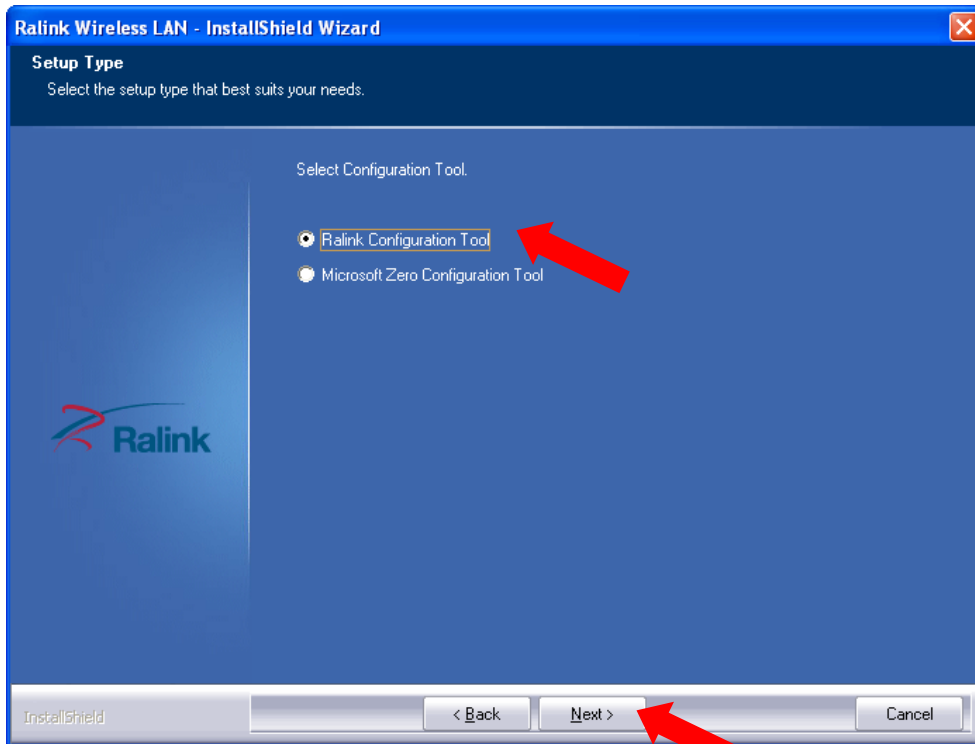 Ralink Wireless LAN - InstallShield Wizard
Setup Type
Select the setup type that best suits your needs.
Select Configuration Tool.
Ralink Configuration Tool
Microsoft Zero Configuration Tool
Ralink
InstallShield
< Back
Next >
Cancel